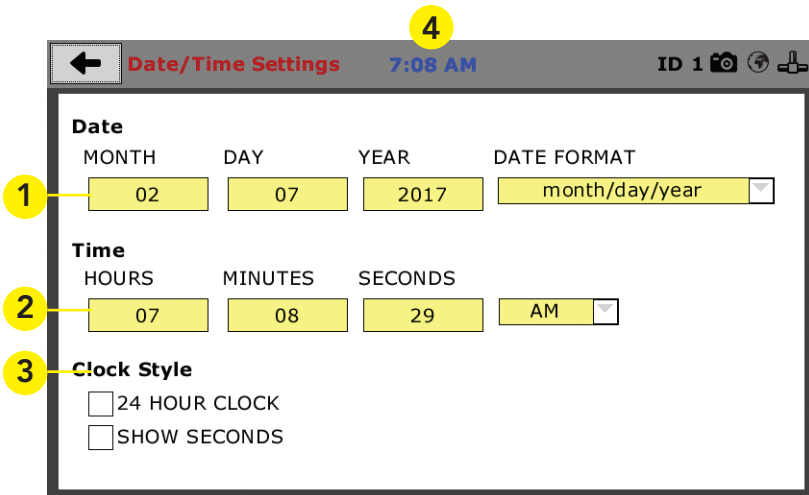 4
Date/Time Settings 7:08 AM ID 1
Date
MONTH DAY YEAR DATE FORMAT
1 02 07 2017 month/day/year
Time
HOURS MINUTES SECONDS
2 07 08 29 AM
3 Clock Style
24 HOUR CLOCK
SHOW SECONDS